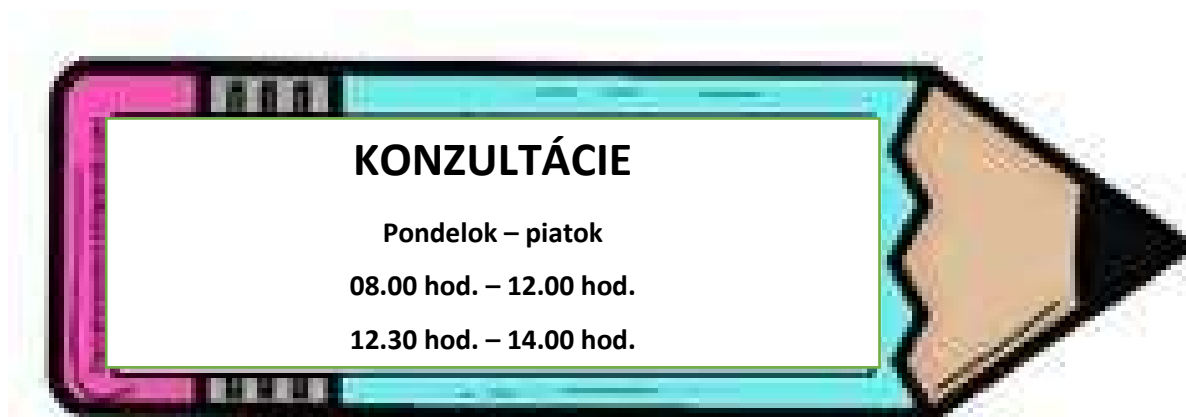 KONZULTÁCIE
Pondelok – piatok
08.00 hod. – 12.00 hod.
12.30 hod. – 14.00 hod.